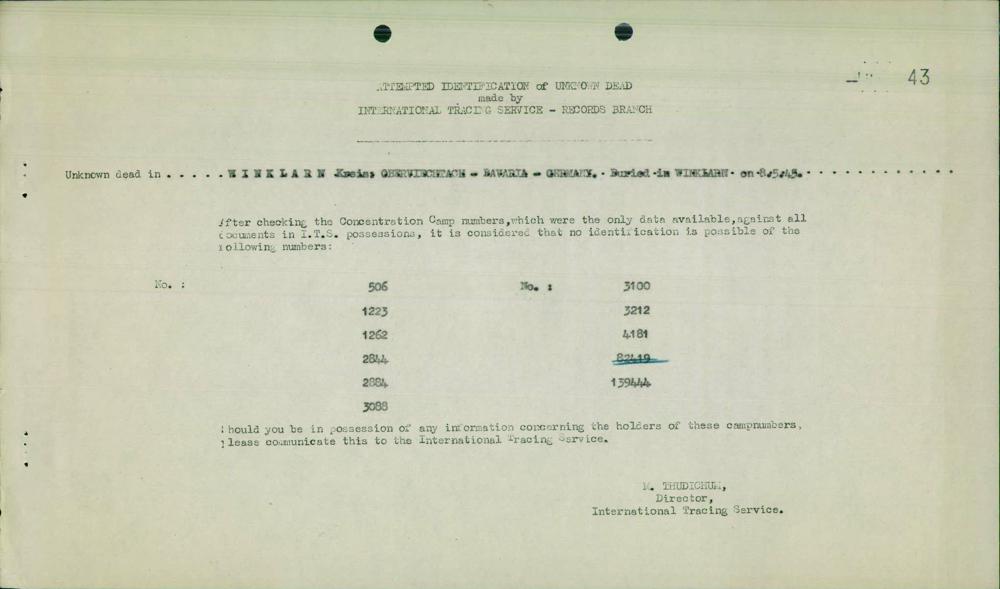 43
ATTEMPTED IDENTIFICATION of UNKNOWN DEAD
made by
INTERNATIONAL TRACING SERVICE - RECORDS BRANCH
Unknown dead in . . . . . . W I N K L A R N Kreis: OBERVIECHTACH - BAVARIA - GERMANY. - Buried in WINKLARN - on 8.5.45.
After checking the Concentration Camp numbers,which were the only data available,against all
documents in I.T.S. possessions, it is considered that no identification is possible of the
following numbers:
No. : 506 No. : 3100
1223 3212
1262 4181
2844 82419
2884 139444
3088
Should you be in possession of any information concerning the holders of these campnumbers,
please communicate this to the International Tracing Service.
M. THUDICHUM,
Director,
International Tracing Service.